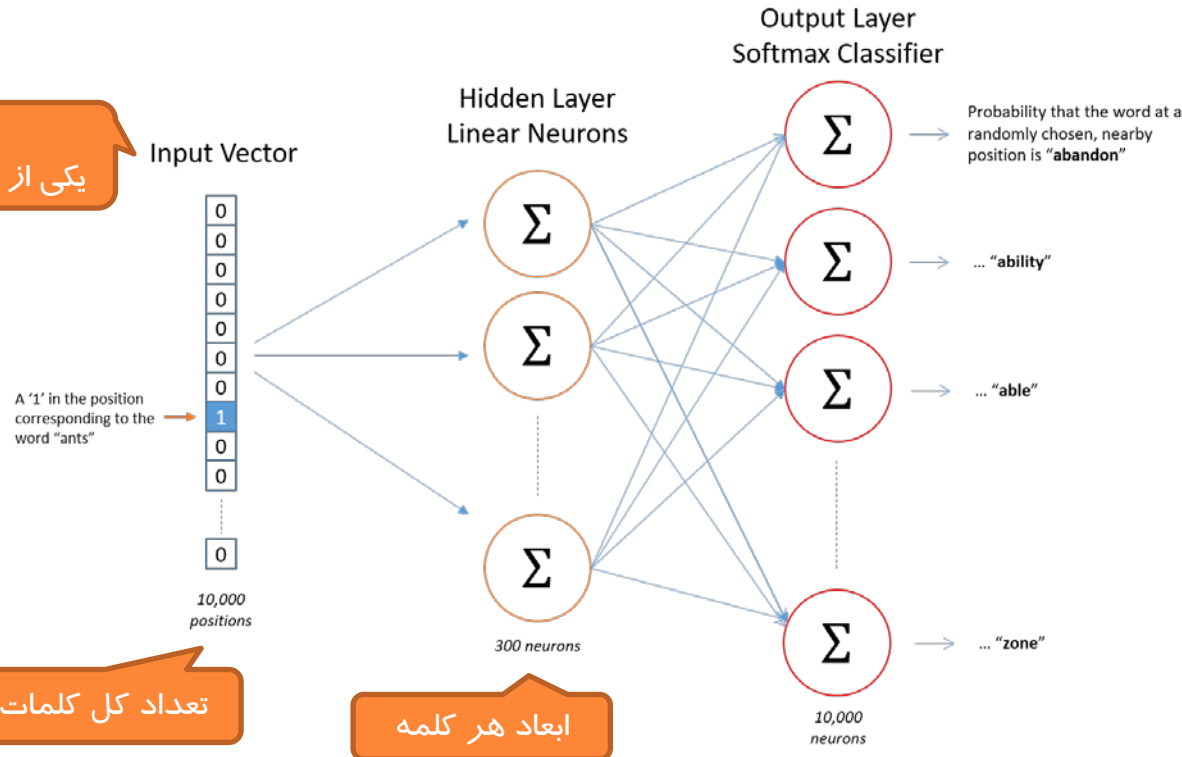 Output Layer
Softmax Classifier
Hidden Layer
Linear Neurons
Input Vector
یکی از
0
0
0
0
0
0
0
1
0
0
0
A ‘1’ in the position
corresponding to the
word “ants”
10,000
positions
تعداد کل کلمات
Σ
Σ
Σ
300 neurons
ابعاد هر کلمه
Σ
Σ
Σ
Σ
10,000
neurons
Probability that the word at a
randomly chosen, nearby
position is “abandon”
... “ability”
... “able”
... “zone”